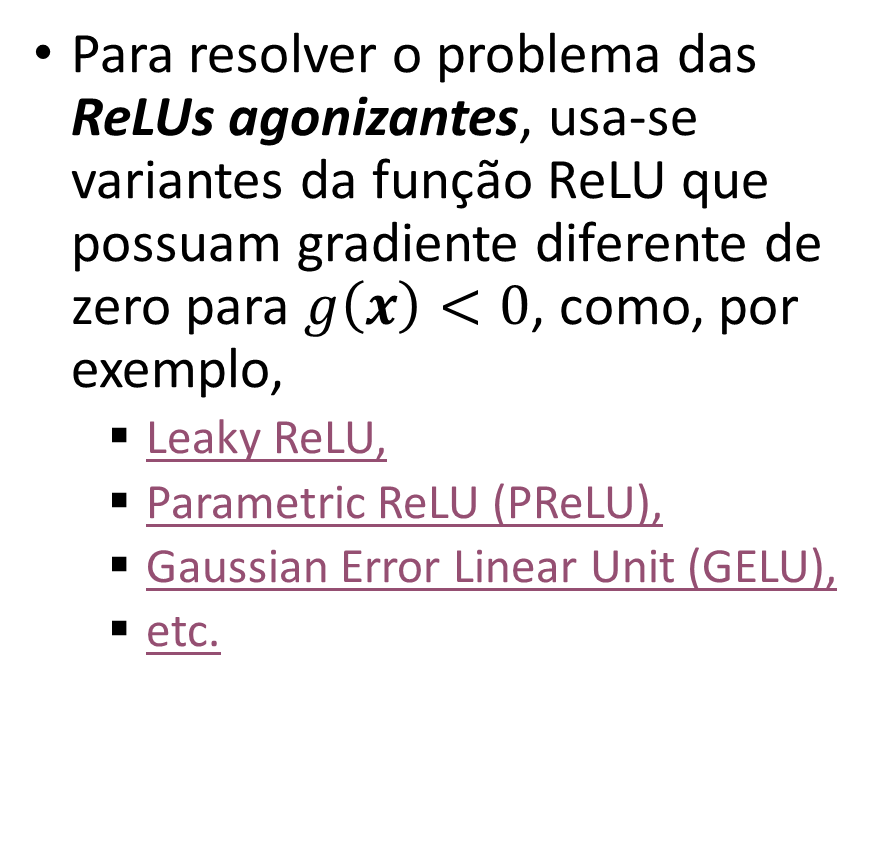 • Para resolver o problema das
ReLUs agonizantes, usa-se
variantes da função ReLU que
possuam gradiente diferente de
zero para g(x) < 0, como, por
exemplo,
▪ Leaky ReLU,
▪ Parametric ReLU (PReLU),
▪ Gaussian Error Linear Unit (GELU),
▪ etc.